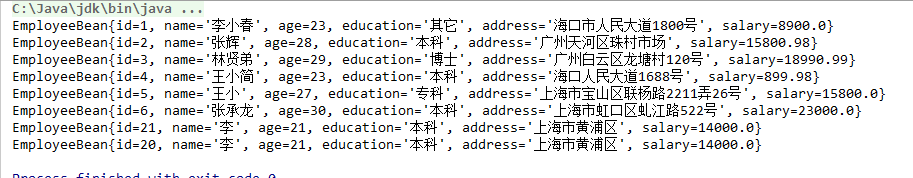 C:\Java\jdk\bin\java ...
EmployeeBean{id=1, name='李小春', age=23, education='其它', address='海口市人民大道1800号', salary=8900.0}
EmployeeBean{id=2, name='张辉', age=28, education='本科', address='广州天河区珠村市场', salary=15800.98}
EmployeeBean{id=3, name='林贤弟', age=29, education='博士', address='广州白云区龙塘村120号', salary=18990.99}
EmployeeBean{id=4, name='王小简', age=23, education='本科', address='海口人民大道1688号', salary=899.98}
EmployeeBean{id=5, name='王小', age=27, education='专科', address='上海市宝山区联杨路2211弄26号', salary=15800.0}
EmployeeBean{id=6, name='张承龙', age=30, education='本科', address='上海市虹口区虬江路522号', salary=23000.0}
EmployeeBean{id=21, name='李', age=21, education='本科', address='上海市黄浦区', salary=14000.0}
EmployeeBean{id=20, name='李', age=21, education='本科', address='上海市黄浦区', salary=14000.0}
Process finished with exit code 0